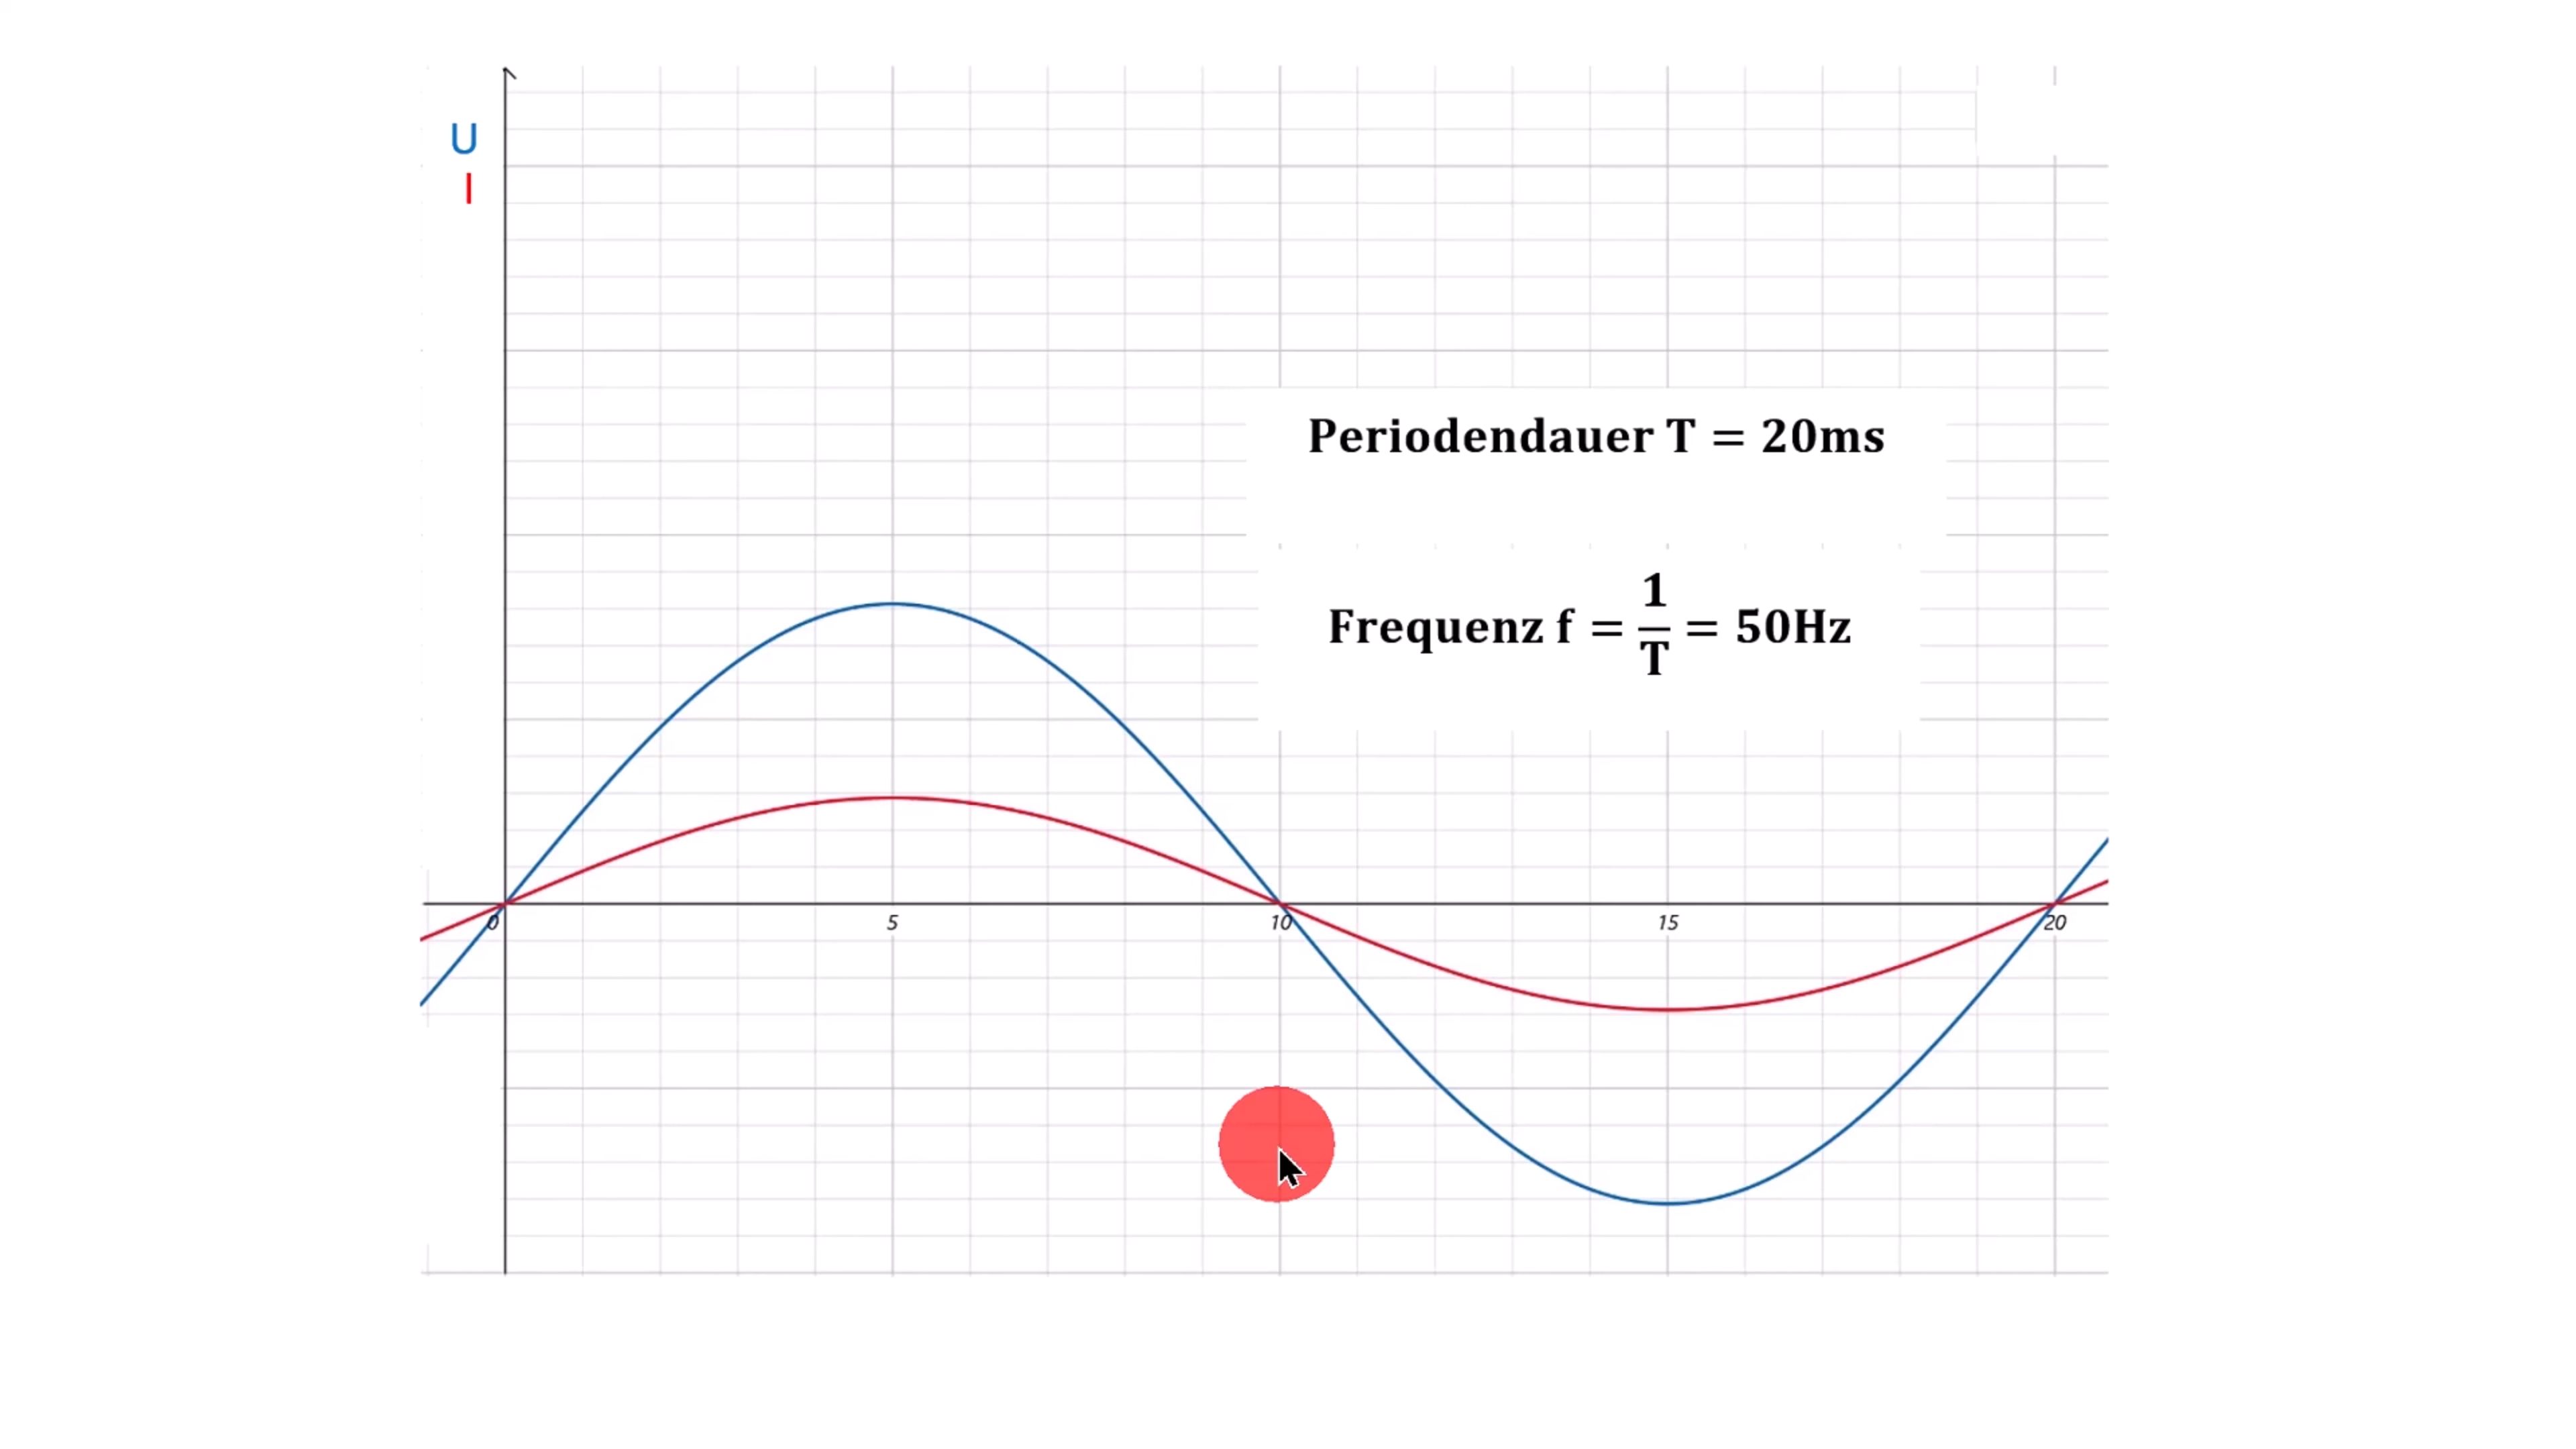 U
I
Periodendauer T = 20ms
Frequenz f = 1/T = 50Hz
0 5 10 15 20